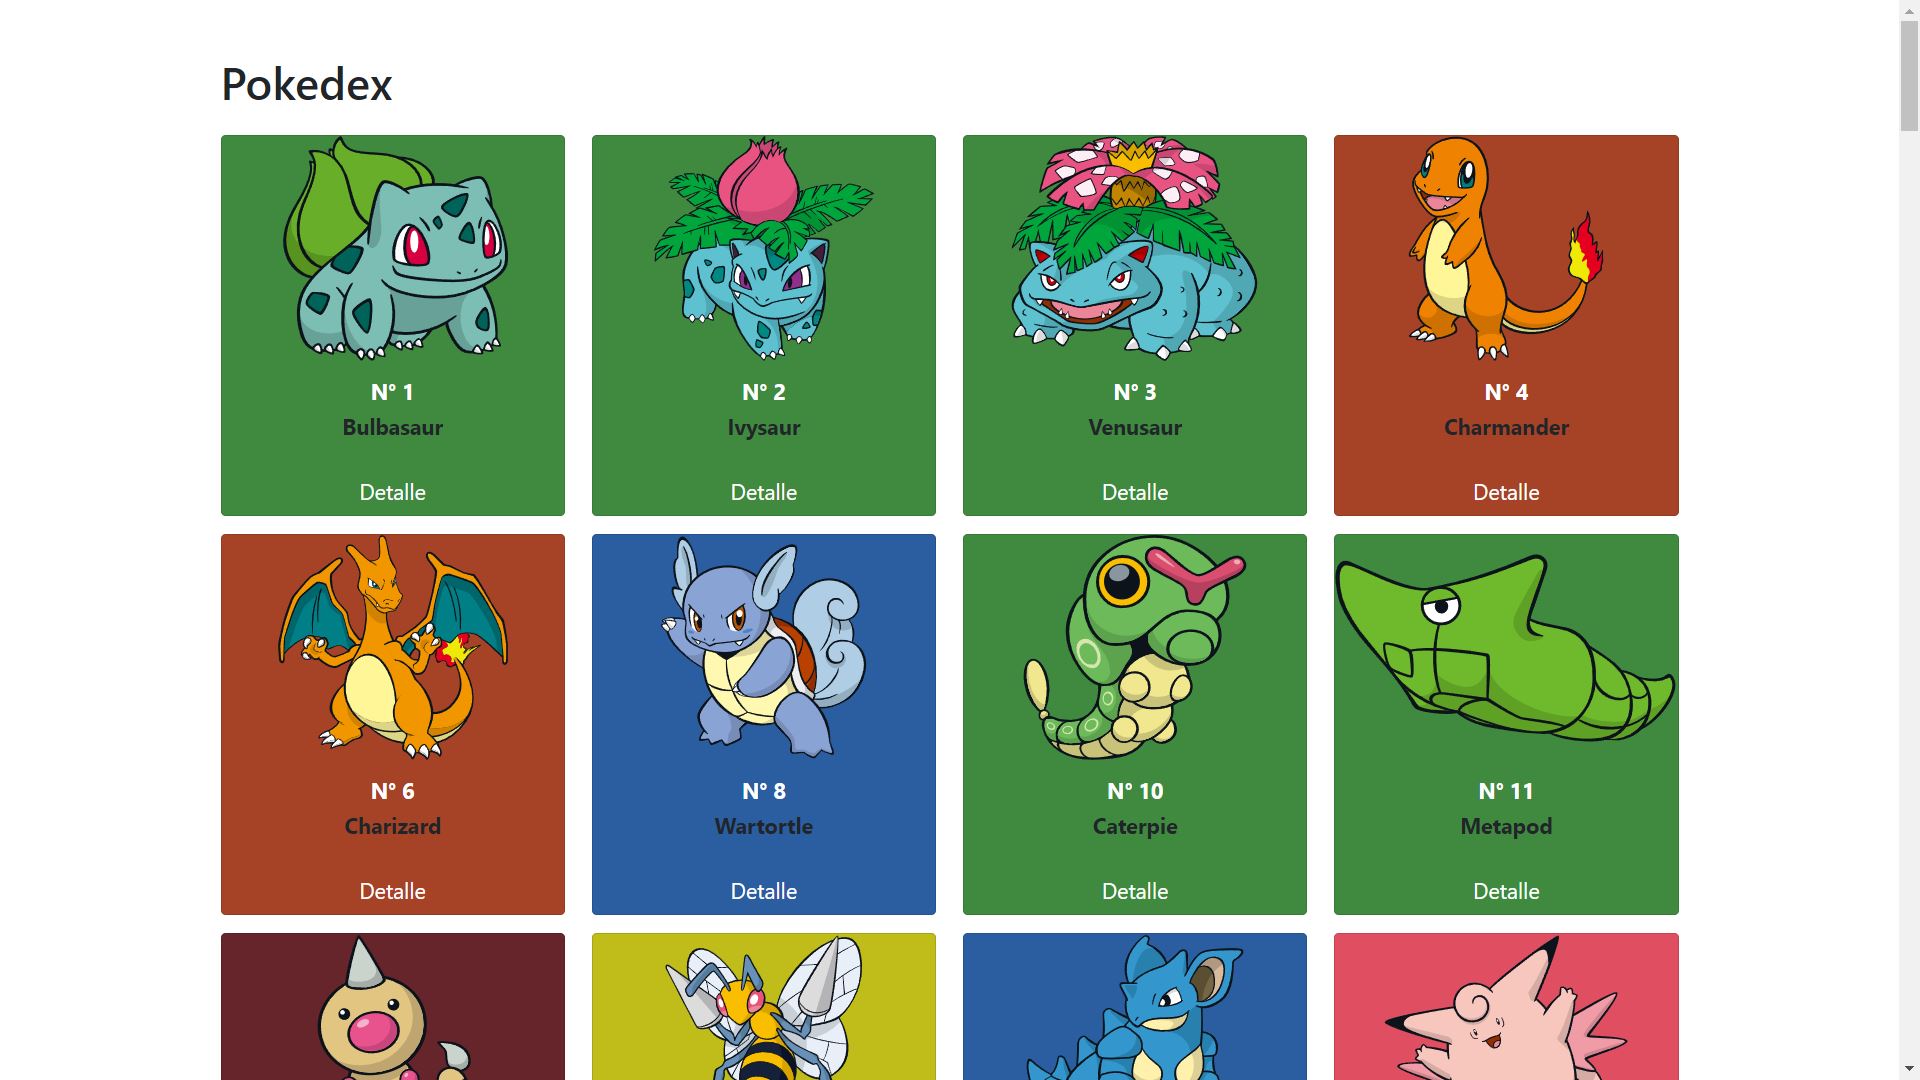 Pokedex
N° 1
Bulbasaur
Detalle
N° 2
Ivysaur
Detalle
N° 3
Venusaur
Detalle
N° 4
Charmander
Detalle
N° 6
Charizard
Detalle
N° 8
Wartortle
Detalle
N° 10
Caterpie
Detalle
N° 11
Metapod
Detalle